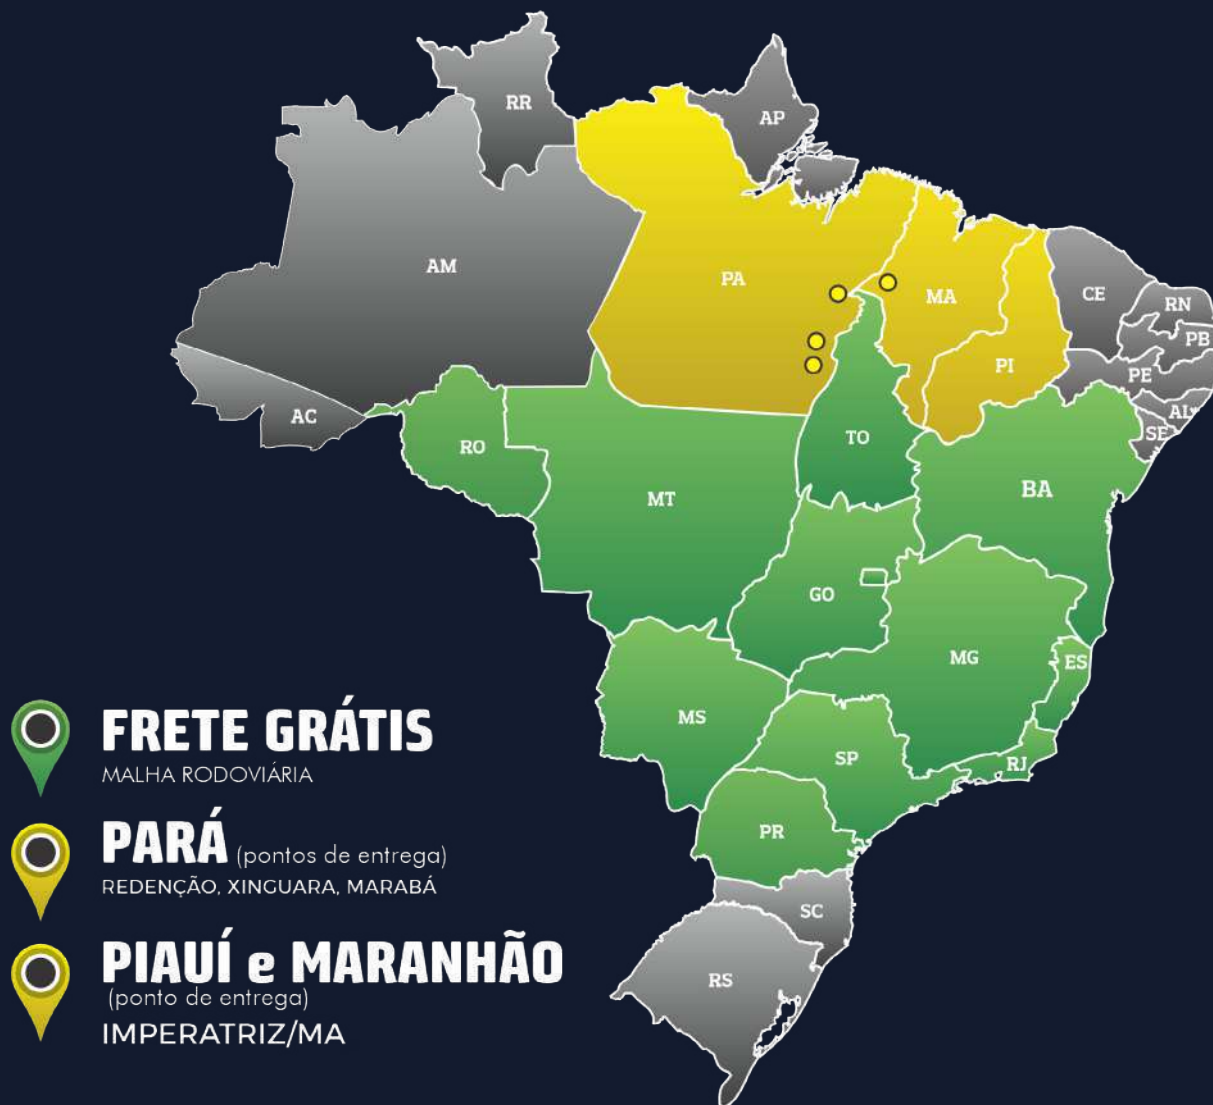 RR
AP
AM
PA
MA
CE
RN
PB
PI
PE
AC
AL
SE
RO
TO
MT
BA
GO
MG
ES
MS
SP
RJ
PR
SC
RS
FRETE GRÁTIS
MALHA RODOVIÁRIA
PARÁ (pontos de entrega)
REDENÇÃO, XINGUARA, MARABÁ
PIAUÍ e MARANHÃO
(ponto de entrega)
IMPERATRIZ/MA